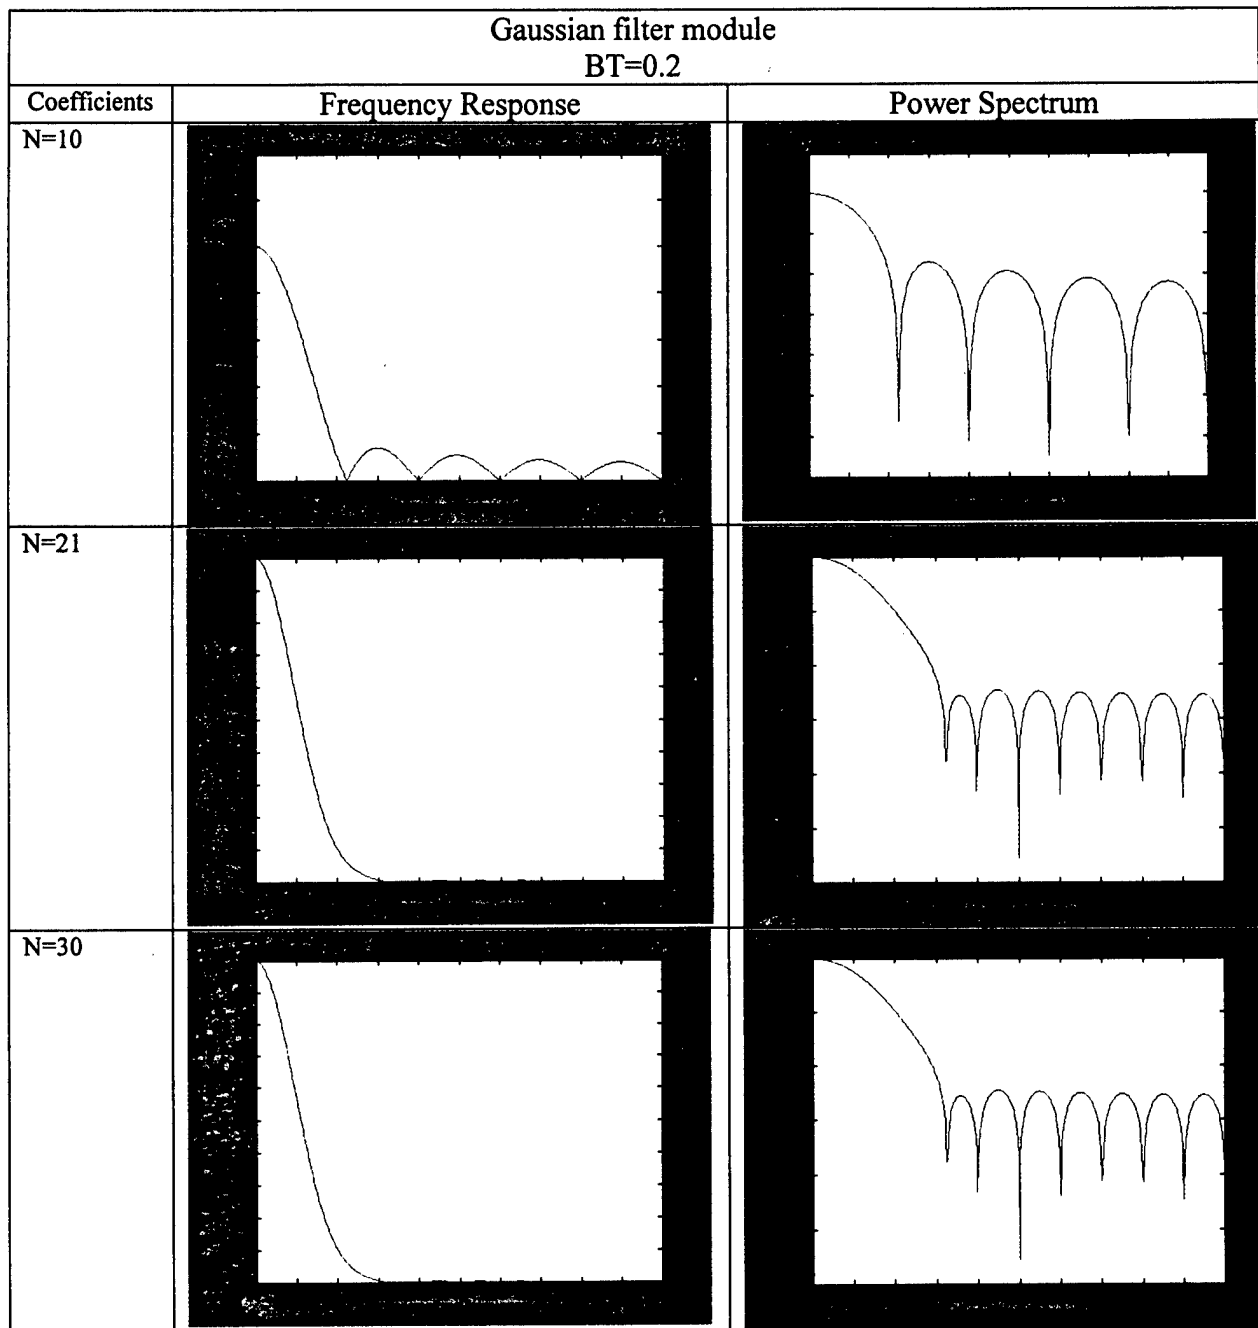 Gaussian filter module
BT=0.2
Coefficients
Frequency Response
Power Spectrum
N=10
N=21
N=30